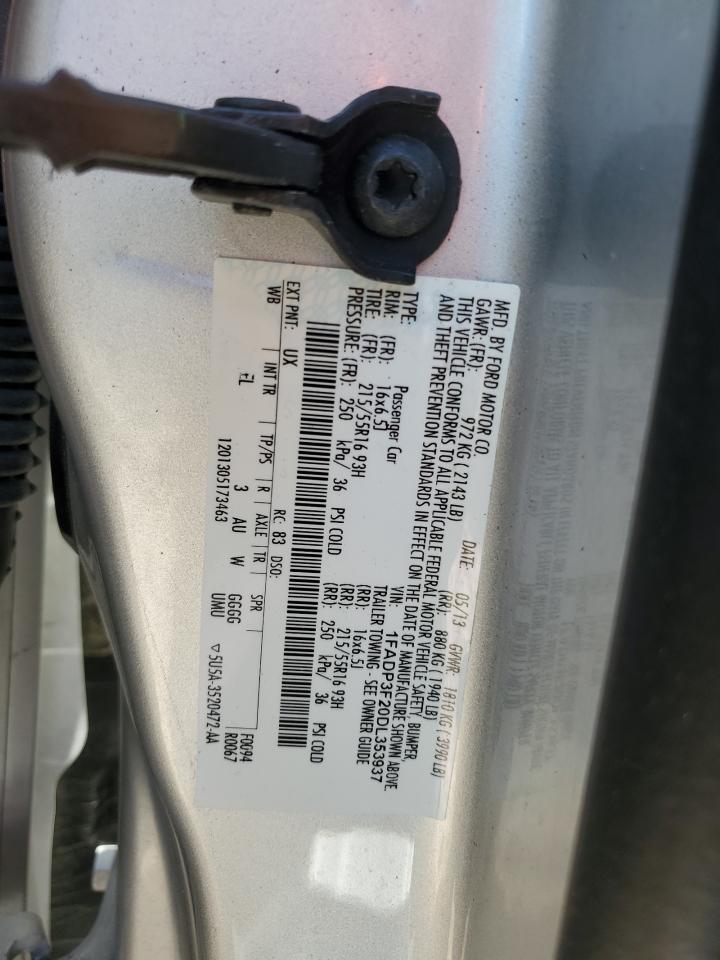 MFD. BY FORD MOTOR CO.
DATE: 05/13 GVWR: 1810 KG ( 3990 LB)
GAWR: (FR): 972 KG ( 2143 LB) (RR): 880 KG ( 1940 LB)
THIS VEHICLE CONFORMS TO ALL APPLICABLE FEDERAL MOTOR VEHICLE SAFETY, BUMPER,
AND THEFT PREVENTION STANDARDS IN EFFECT ON THE DATE OF MANUFACTURE SHOWN ABOVE.
VIN: 1FADP3F20DL353937
TYPE: Passenger Car TRAILER TOWING - SEE OWNER GUIDE
RIM: (FR): 16x6.5J (RR): 16x6.5J
TIRE: (FR): 215/55R16 93H (RR): 215/55R16 93H
PRESSURE: (FR): 250 kPa/ 36 PSI COLD (RR): 250 kPa/ 36 PSI COLD
EXT PNT: UX RC: 83 DSO: F0094
WB INT TR TP/PS R AXLE TR SPR R0067
FL 3 AU W GGGG
1201305173463 UMU ▽5U5A-3520472-AA